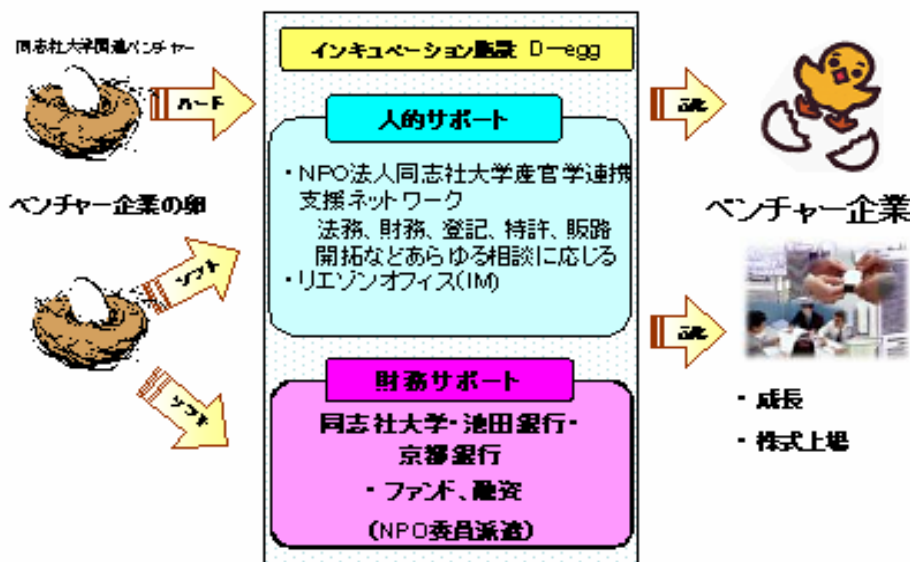 同志社大学関連ベンチャー
ハード
ベンチャー企業の卵
ソフト
ソフト
インキュベーション施設 D-egg
人的サポート
・NPO法人同志社大学産官学連携
支援ネットワーク
法務、財務、登記、特許、販路
開拓などあらゆる相談に応じる
・リエゾンオフィス(IM)
財務サポート
同志社大学・池田銀行・
京都銀行
・ファンド、融資
(NPO委員派遣)
ベンチャー企業
・成長
・株式上場